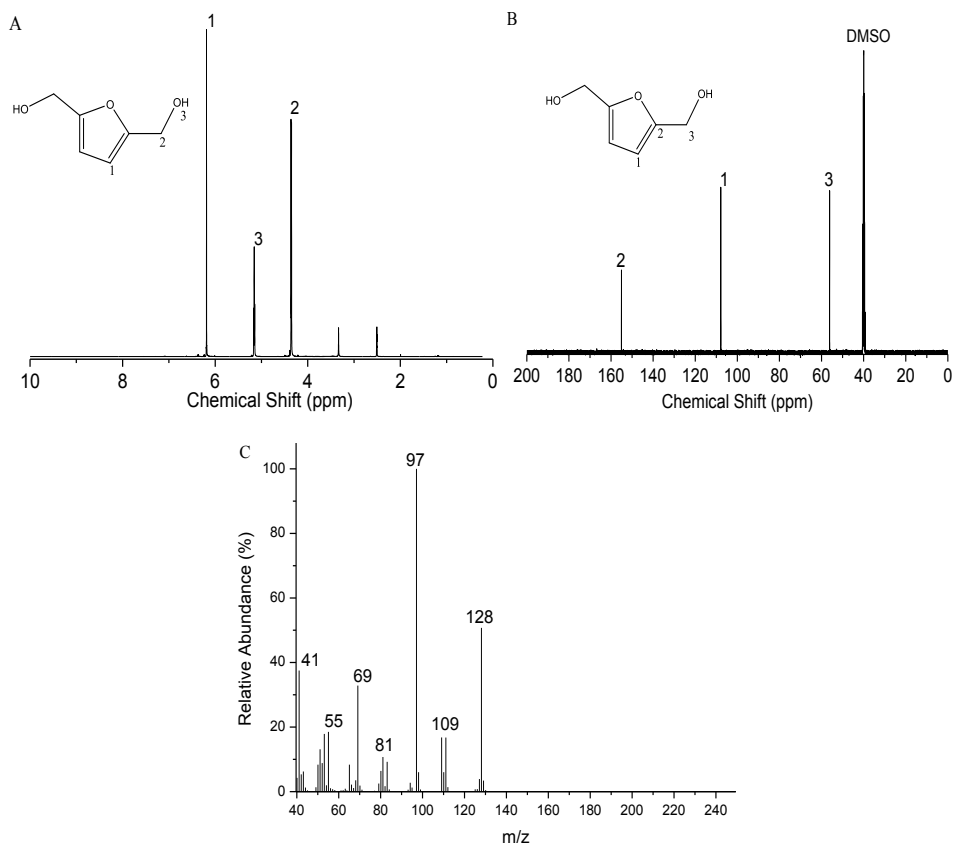 A
1
HO
O
OH
3
2
1
2
3
10
8
6
4
2
0
Chemical Shift (ppm)
B
DMSO
HO
O
OH
2
3
1
1
3
2
200 180 160 140 120 100 80 60 40 20 0
Chemical Shift (ppm)
C
97
128
41
69
55
109
81
100
80
60
40
20
0
Relative Abundance (%)
40 60 80 100 120 140 160 180 200 220 240
m/z